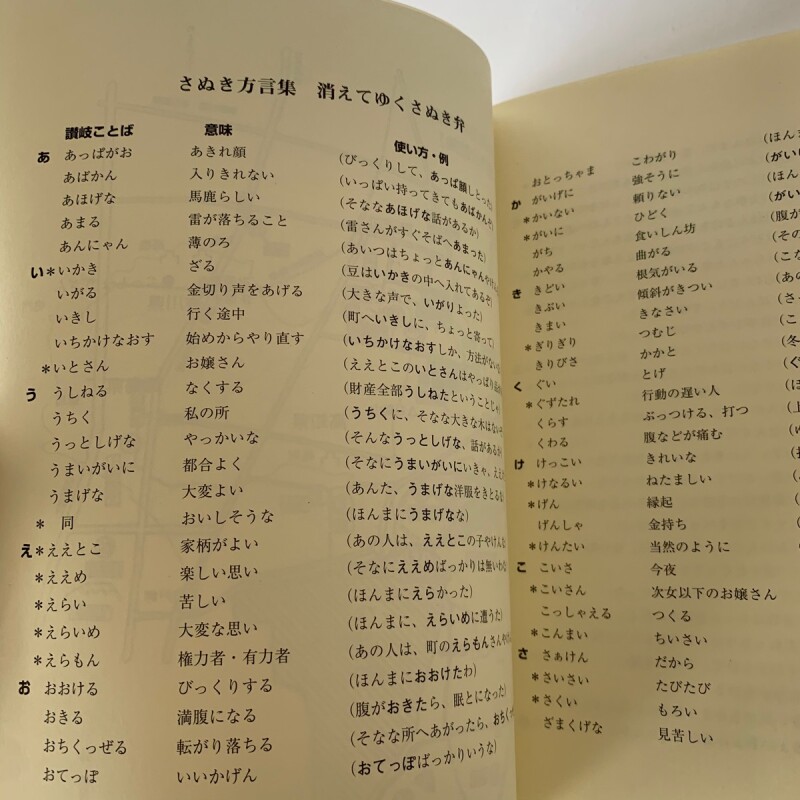 さぬき方言集 消えてゆくさぬき弁
讃岐ことば 意味 使い方・例
あ あっぱがお あきれ顔 (びっくりして、あっぱ顔しとった)
あばかん 入りきれない (いっぱい持ってきてもあばかんぞ)
あほげな 馬鹿らしい (そななあほげな話があるか)
あまる 雷が落ちること (雷さんがすぐそばへあまった)
あんにゃん 薄のろ (あいつはちょっとあんにゃんや
い*いかき ざる (豆はいかきの中へ入れてあるぞ)
いがる 金切り声をあげる (大きな声で、いがりよった)
いきし 行く途中 (町へいきしに、ちょっと寄って)
いちかけなおす 始めからやり直す (いちかけなおすしか、方法がない
*いとさん お嬢さん (ええとこのいとさんはやっぱり
う うしねる なくする (財産全部うしねたということじゃ
うちく 私の所 (うちくに、そなな大きな木はない
うっとしげな やっかいな (そんなうっとしげな、話があるか
うまいがいに 都合よく (そなにうまいがいにいきゃ、ええ
うまげな 大変よい (あんた、うまげな洋服をきとるな
* 同 おいしそうな (ほんまにうまげなな)
え*ええとこ 家柄がよい (あの人は、ええとこの子やけんな
*ええめ 楽しい思い (そなにええめばっかりは無いわな
*えらい 苦しい (ほんまにえらかった)
*えらいめ 大変な思い (ほんまに、えらいめに遭うた)
*えらもん 権力者・有力者 (あの人は、町のえらもんさんやけ
お おおける びっくりする (ほんまにおおけたわ)
おきる 満腹になる (腹がおきたら、眠とになった)
おちくっぜる 転がり落ちる (そなな所へあがったら、おちくっ
おてっぽ いいかげん (おてっぽばっかりいうな)
おとっちゃま こわがり (ほん
か がいげに 強そうに (がい
*かいない 頼りない (ほん
*がいに ひどく (がい
がち 食いしん坊 (腹が
かやる 曲がる (その
き きどい 根気がいる (こな
きぶい 傾斜がきつい (あの
きまい きなさい (さ
*ぎりぎり つむじ (こ
きりびさ かかと (冬
く ぐい とげ (ぐ
*ぐずたれ 行動の遅い人 (ほ
くらす ぶっつける、打つ (上
くわる 腹などが痛む (ゆ
け けっこい きれいな
*けなるい ねたましい (あ
*げん 縁起
げんしゃ 金持ち
*けんたい 当然のように
こ こいさ 今夜
*こいさん 次女以下のお嬢さん
こっしゃえる つくる
*こんまい ちいさい
さ さぁけん だから
*さいさい たびたび
*さくい もろい
ざまくげな 見苦しい